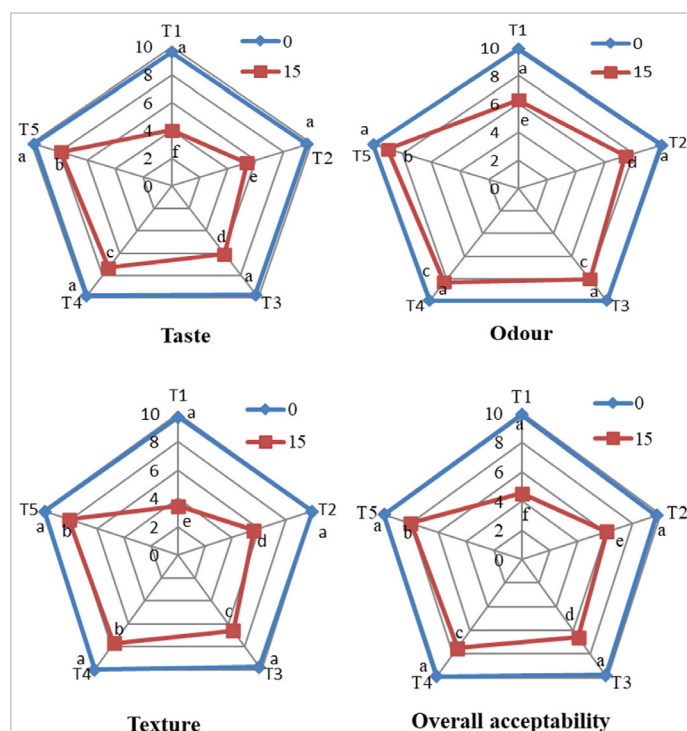 T1
10 a 0
8 15
6
4
2 f
0
T5 a
a b e T2
c d
a a
T4 T3
Taste
T1
10 0
8 a 15
6
4 e
2
0
a T2
T5 b d a
c c
a a
T4 T3
Odour
T1
10 a 0
8 15
6
4
2 e
0
T5 T2
a b d a
b c
a a
T4 T3
Texture
T1
10 a 0
8 15
6
4 f
2
0
T5 T2
a b e a
c d
a a
T4 T3
Overall acceptability